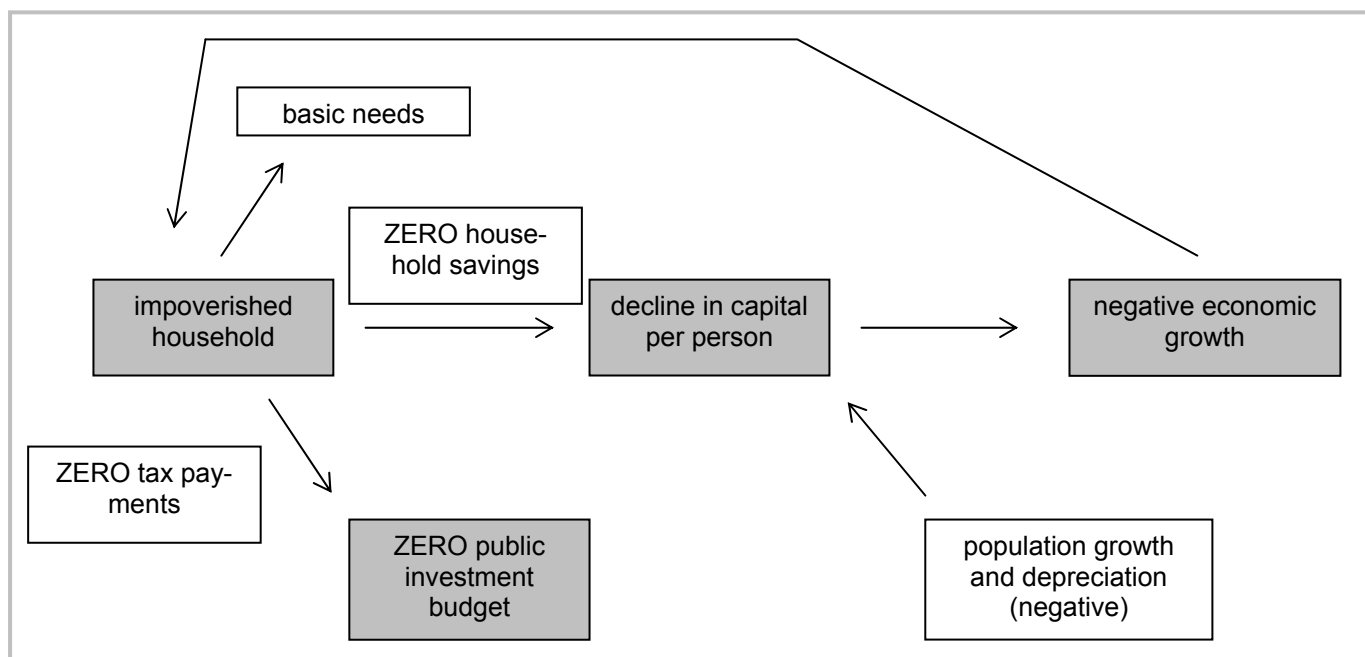 basic needs
ZERO house-
hold savings
impoverished
household
decline in capital
per person
negative economic
growth
ZERO tax pay-
ments
ZERO public
investment
budget
population growth
and depreciation
(negative)